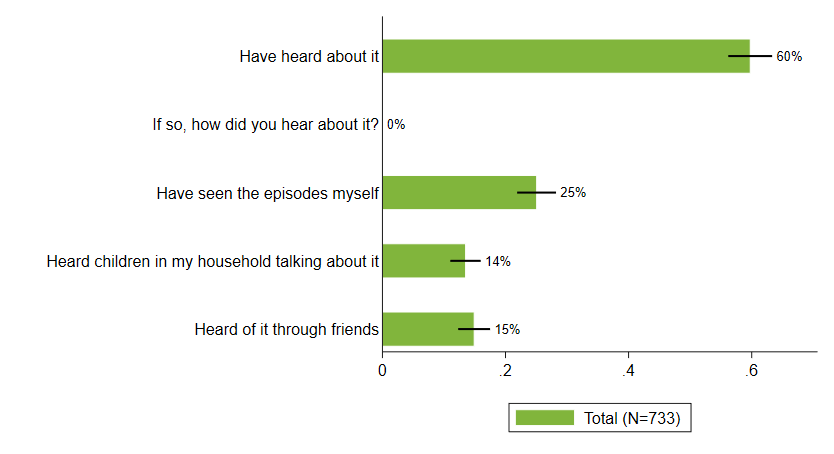 Have heard about it
60%
If so, how did you hear about it?
0%
Have seen the episodes myself
25%
Heard children in my household talking about it
14%
Heard of it through friends
15%
0 .2 .4 .6
Total (N=733)